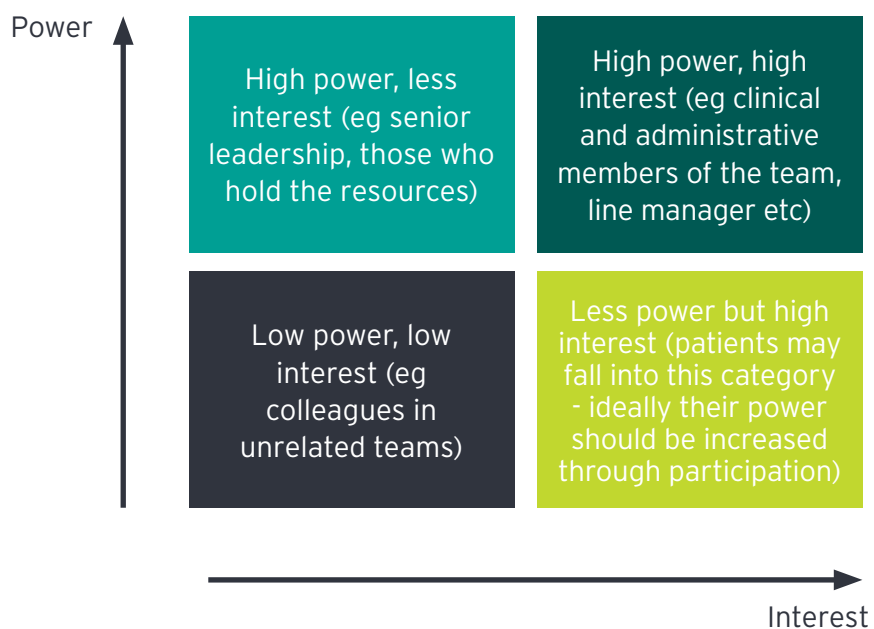 Power
High power, less
interest (eg senior
leadership, those who
hold the resources)
High power, high
interest (eg clinical
and administrative
members of the team,
line manager etc)
Low power, low
interest (eg
colleagues in
unrelated teams)
Less power but high
interest (patients may
fall into this category
- ideally their power
should be increased
through participation)
Interest